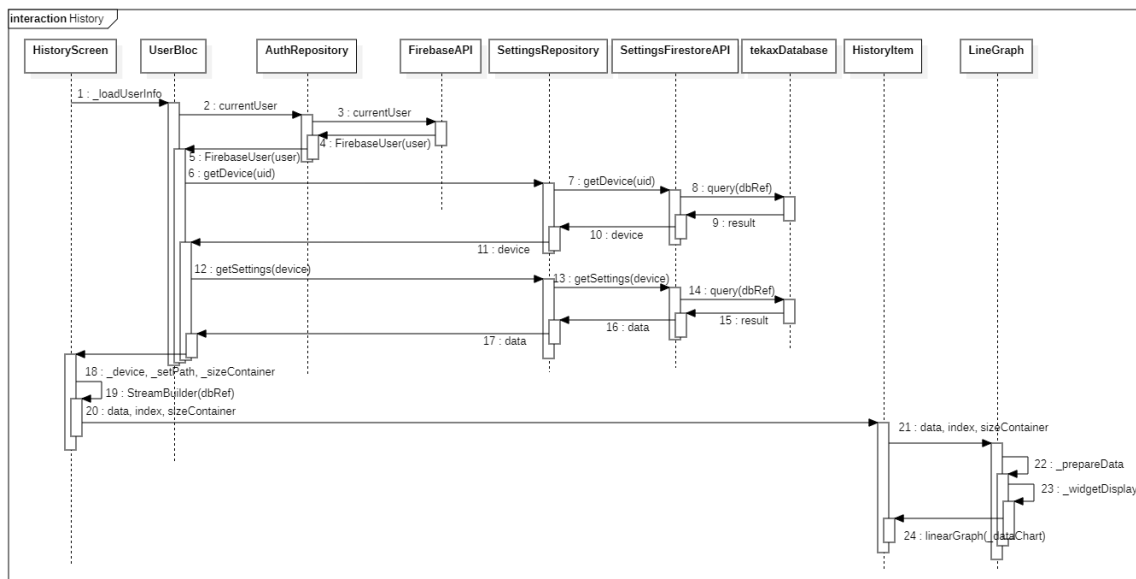 interaction History
HistoryScreen
UserBloc
AuthRepository
FirebaseAPI
SettingsRepository
SettingsFirestoreAPI
tekaxDatabase
HistoryItem
LineGraph
1 : _loadUserInfo
2 : currentUser
3 : currentUser
4 : FirebaseUser(user)
5 : FirebaseUser(user)
6 : getDevice(uid)
7 : getDevice(uid)
8 : query(dbRef)
9 : result
10 : device
11 : device
12 : getSettings(device)
13 : getSettings(device)
14 : query(dbRef)
15 : result
16 : data
17 : data
18 : _device, _setPath, _sizeContainer
19 : StreamBuilder(dbRef)
20 : data, index, sizeContainer
21 : data, index, sizeContainer
22 : _prepareData
23 : _widgetDisplay
24 : linearGraph(_dataChart)